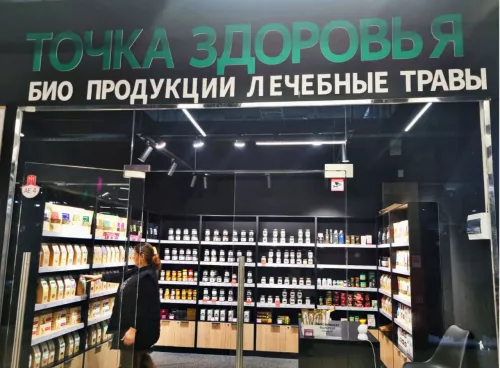 ТОЧКА ЗДОРОВЬЯ
БИО ПРОДУКЦИИ ЛЕЧЕБНЫЕ ТРАВЫ